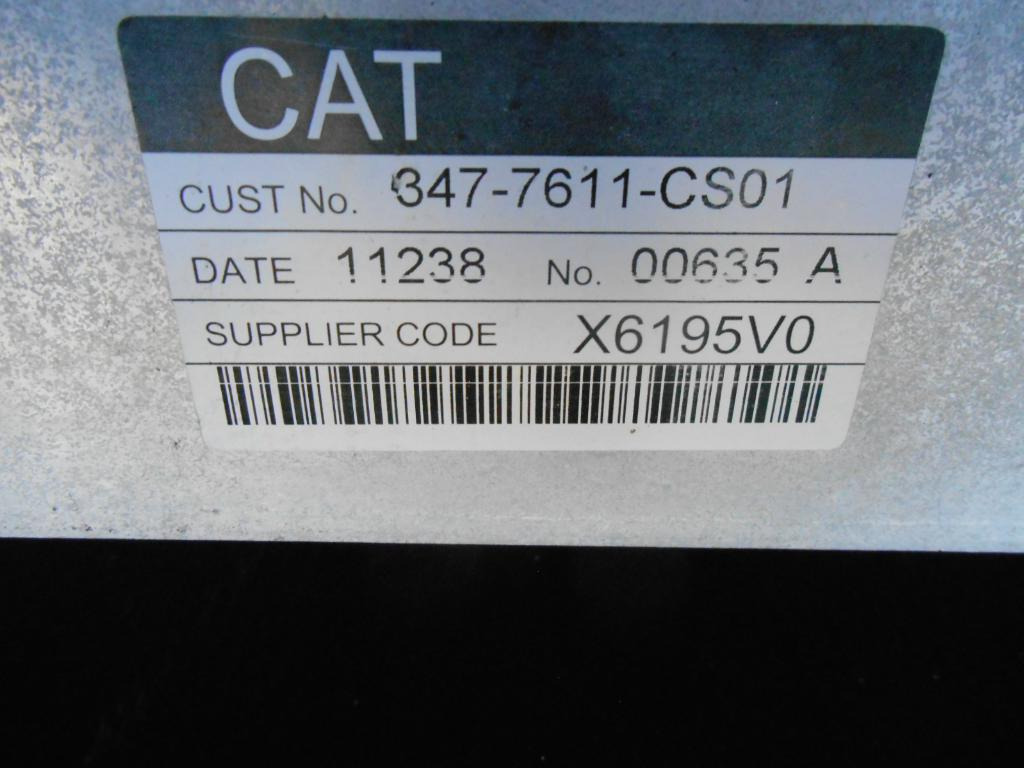 CAT
CUST No. 347-7611-CS01
DATE 11238 No. 00635 A
SUPPLIER CODE X6195V0